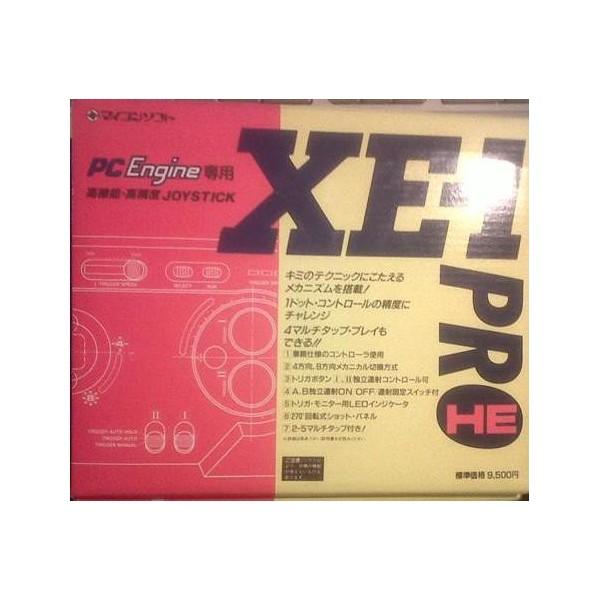 マイコンソフト
PC Engine 専用
高機能・高精度 JOYSTICK
XE-1
PRO
HE
キミのテクニックにこたえる
メカニズムを搭載!
1ドット・コントロールの精度に
チャレンジ
4マルチタップ・プレイも
できる!!
1 業務仕様のコントローラ使用
2 4方向、8方向メカニカル切換方式
3 トリガボタン I、II独立連射コントロール可
4 A、B独立連射ON OFF/連射固定スイッチ付
5 トリガ・モニター用LEDインジケータ
6 270°回転式ショット・パネル
7 2-5マルチタップ付き!
標準価格 9,500円
I TRIGGER SPEED
SELECT
RUN
II I
TRIGGER AUTO HOLD
TRIGGER AUTO
TRIGGER MANUAL